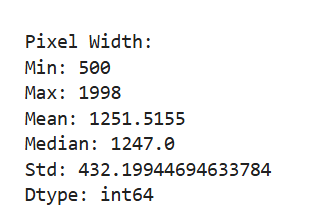 Pixel Width:
Min: 500
Max: 1998
Mean: 1251.5155
Median: 1247.0
Std: 432.19944694633784
Dtype: int64